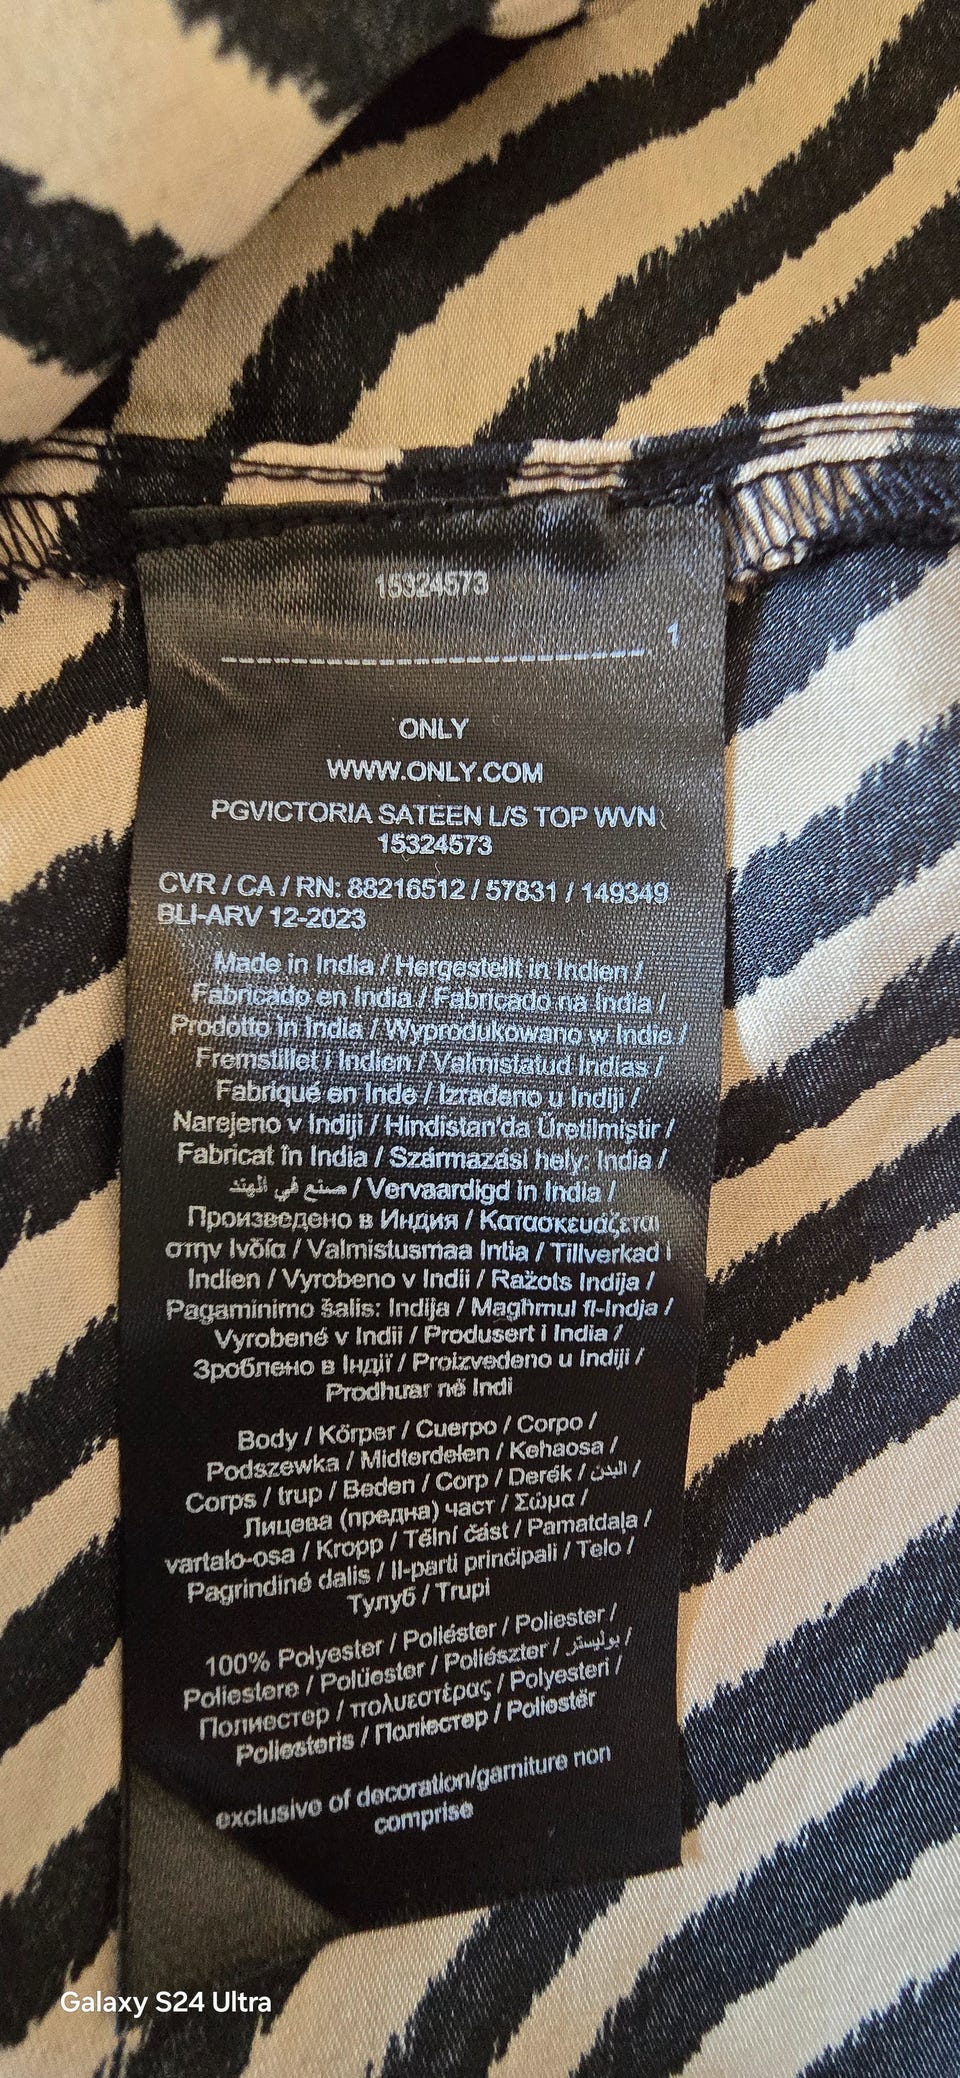 15324573
1
ONLY
WWW.ONLY.COM
PGVICTORIA SATEEN L/S TOP WVN
15324573
CVR / CA / RN: 88216512 / 57831 / 149349
BLI-ARV 12-2023
Made in India / Hergestellt in Indien /
Fabricado en India / Fabricado na Índia /
Prodotto in India / Wyprodukowano w Indie /
Fremstillet i Indien / Valmistatud Indias /
Fabriqué en Inde / Izrađeno u Indiji /
Narejeno v Indiji / Hindistan'da Üretilmiştir /
Fabricat în India / Származási hely: India /
صنع في الهند / Vervaardigd in India /
Произведено в Индия / Κατασκευάζεται
στην Ινδία / Valmistusmaa Intia / Tillverkad i
Indien / Vyrobeno v Indii / Ražots Indija /
Pagaminimo šalis: Indija / Magħmul fl-Indja /
Vyrobené v Indii / Produsert i India /
Зроблено в Індії / Proizvedeno u Indiji /
Prodhuar në Indi
Body / Körper / Cuerpo / Corpo /
Podszewka / Midterdelen / Kehaosa /
Corps / trup / Beden / Corp / Derék / البدن /
Лицева (предна) част / Σώμα /
vartalo-osa / Kropp / Tělní část / Pamatdaļa /
Pagrindinė dalis / Il-parti prinċipali / Telo /
Тулуб / Trupi
100% Polyester / Poliéster / Poliester /
Poliestere / Polüester / Poliészter / بوليستر /
Полиестер / πολυεστέρας / Polyesteri /
Poliesteris / Поліестер / Poliestër
exclusive of decoration/garniture non
comprise
Galaxy S24 Ultra